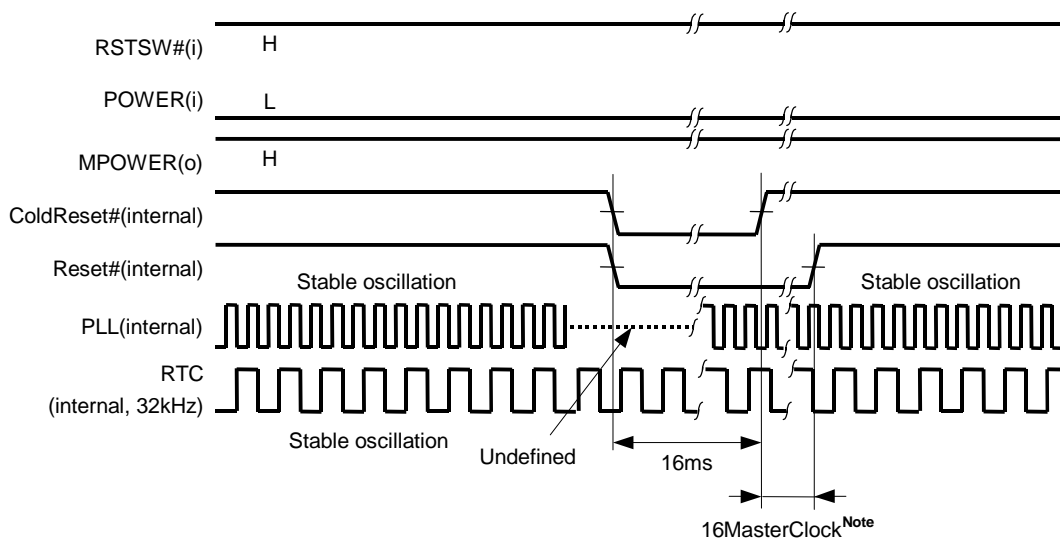 RSTSW#(i)
H
POWER(i)
L
MPOWER(o)
H
ColdReset#(internal)
Reset#(internal)
Stable oscillation
Stable oscillation
PLL(internal)
RTC
(internal, 32kHz)
Stable oscillation
Undefined
16ms
16MasterClockNote